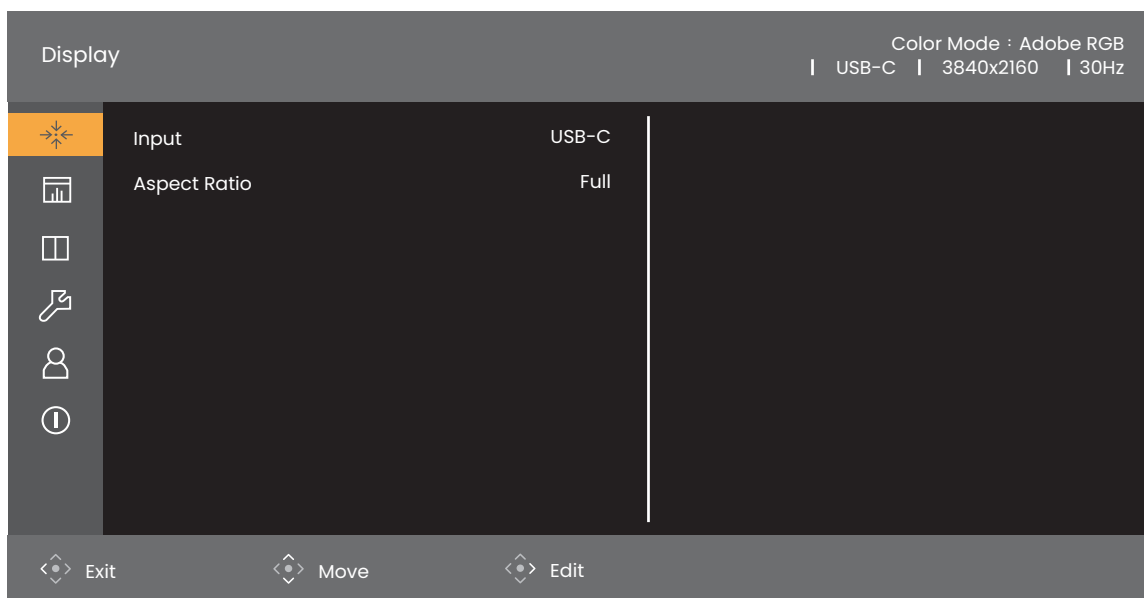 Display
Color Mode : Adobe RGB
| USB-C | 3840x2160 | 30Hz
Input USB-C
Aspect Ratio Full
Exit Move Edit